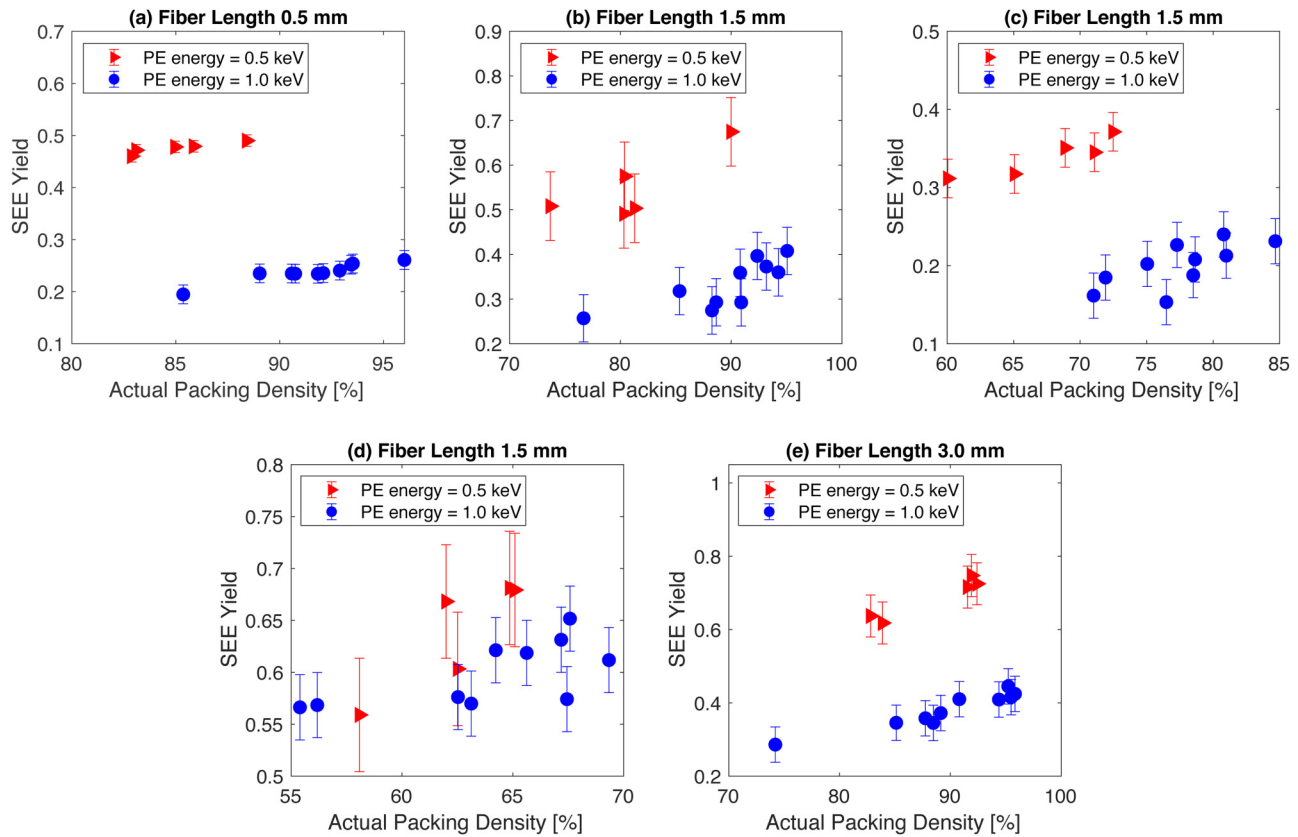 (a) Fiber Length 0.5 mm
PE energy = 0.5 keV
PE energy = 1.0 keV
SEE Yield
0.7
0.6
0.5
0.4
0.3
0.2
0.1
80
85
90
95
Actual Packing Density [%]
(b) Fiber Length 1.5 mm
PE energy = 0.5 keV
PE energy = 1.0 keV
SEE Yield
0.9
0.8
0.7
0.6
0.5
0.4
0.3
0.2
70
80
90
100
Actual Packing Density [%]
(c) Fiber Length 1.5 mm
PE energy = 0.5 keV
PE energy = 1.0 keV
SEE Yield
0.5
0.4
0.3
0.2
0.1
60
65
70
75
80
85
Actual Packing Density [%]
(d) Fiber Length 1.5 mm
PE energy = 0.5 keV
PE energy = 1.0 keV
SEE Yield
0.8
0.75
0.7
0.65
0.6
0.55
0.5
55
60
65
70
Actual Packing Density [%]
(e) Fiber Length 3.0 mm
PE energy = 0.5 keV
PE energy = 1.0 keV
SEE Yield
1
0.8
0.6
0.4
0.2
70
80
90
100
Actual Packing Density [%]